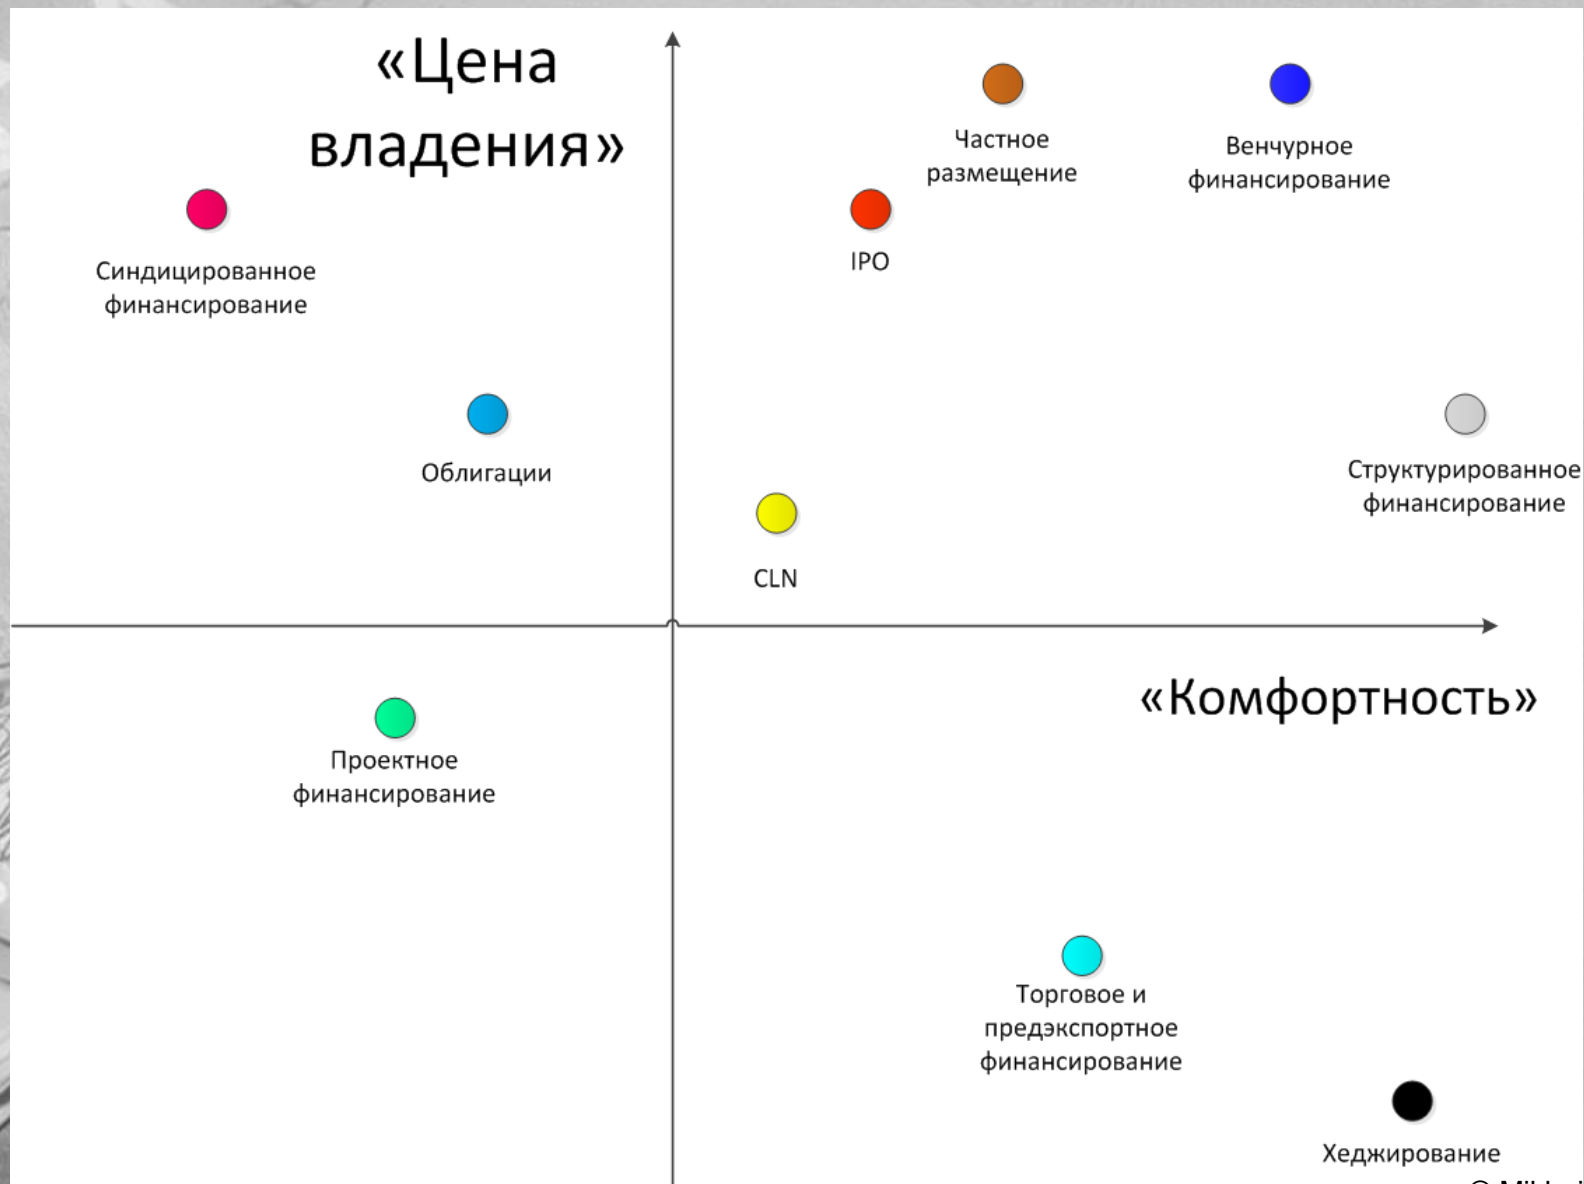 «Цена
владения»
Частное
размещение
Венчурное
финансирование
IPO
Синдицированное
финансирование
Облигации
Структурированное
финансирование
CLN
«Комфортность»
Проектное
финансирование
Торговое и
предэкспортное
финансирование
Хеджирование